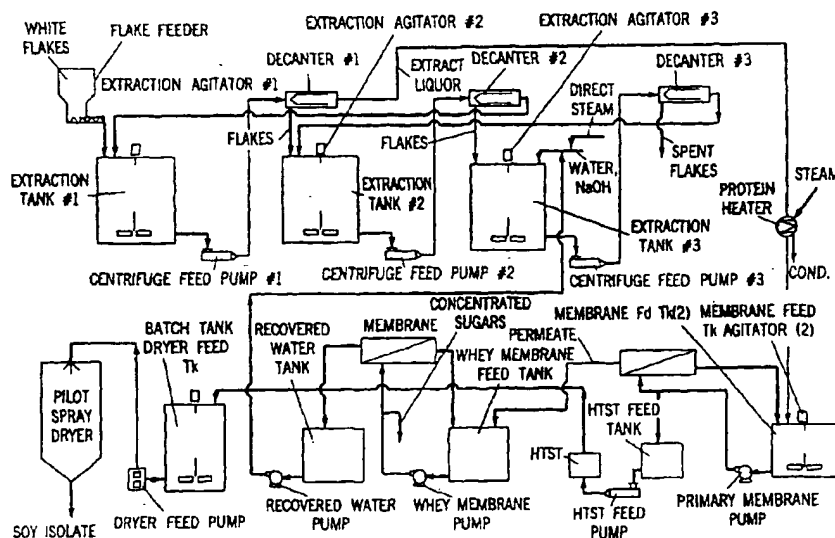 WHITE
FLAKES
FLAKE FEEDER
EXTRACTION AGITATOR #1
DECANTER #1
EXTRACTION AGITATOR #2
EXTRACT
LIQUOR
DECANTER #2
EXTRACTION AGITATOR #3
DIRECT
STEAM
DECANTER #3
FLAKES
FLAKES
WATER,
NaOH
SPENT
FLAKES
STEAM
PROTEIN
HEATER
COND.
EXTRACTION
TANK #1
EXTRACTION
TANK #2
EXTRACTION
TANK #3
CENTRIFUGE FEED PUMP #1
CENTRIFUGE FEED PUMP #2
CENTRIFUGE FEED PUMP #3
BATCH TANK
DRYER FEED
Tk
RECOVERED
WATER
TANK
MEMBRANE
CONCENTRATED
SUGARS
WHEY MEMBRANE
FEED TANK
PERMEATE
MEMBRANE Fd Tk(2)
MEMBRANE FEED
Tk AGITATOR (2)
PILOT
SPRAY
DRYER
HTST FEED
TANK
HTST
SOY ISOLATE
DRYER FEED PUMP
RECOVERED WATER
PUMP
WHEY MEMBRANE
PUMP
HTST FEED
PUMP
PRIMARY MEMBRANE
PUMP